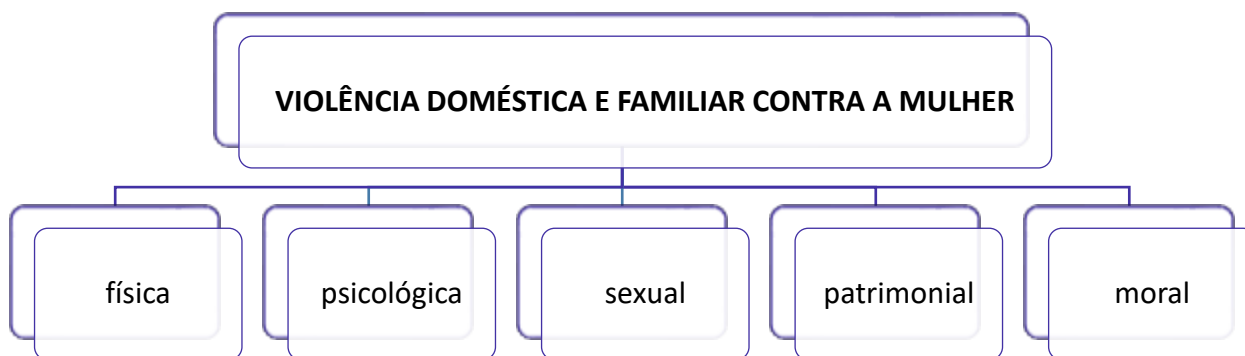 VIOLÊNCIA DOMÉSTICA E FAMILIAR CONTRA A MULHER
física
psicológica
sexual
patrimonial
moral